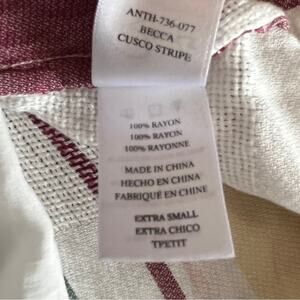 ANTH-736-077
BECCA
CUSCO STRIPE
100% RAYON
100% RAYON
100% RAYONNE
MADE IN CHINA
HECHO EN CHINA
FABRIQUÉ EN CHINE
EXTRA SMALL
EXTRA CHICO
TPETIT